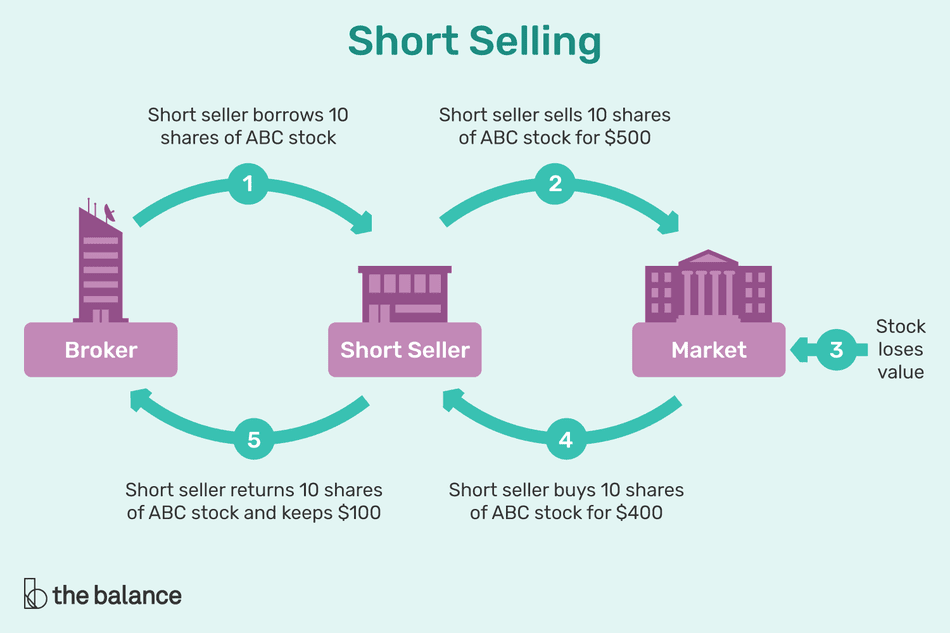 Short Selling
Short seller borrows 10
shares of ABC stock
Short seller sells 10 shares
of ABC stock for $500
1
2
Broker
Short Seller
Market
3
Stock
loses
value
5
4
Short seller returns 10 shares
of ABC stock and keeps $100
Short seller buys 10 shares
of ABC stock for $400
b the balance